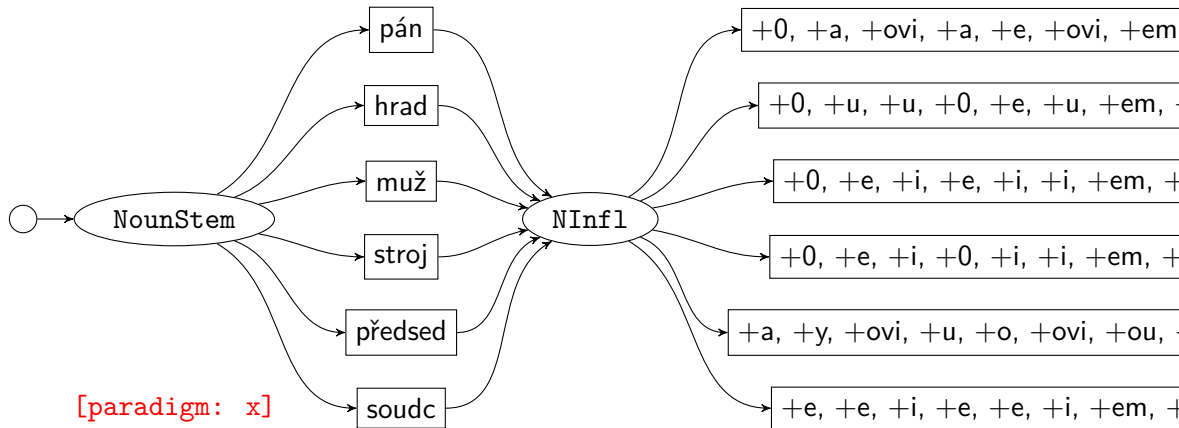 pán
+0, +a, +ovi, +a, +e, +ovi, +em
hrad
+0, +u, +u, +0, +e, +u, +em,
muž
+0, +e, +i, +e, +i, +i, +em,
NounStem
NInfl
stroj
+0, +e, +i, +0, +i, +i, +em,
předsed
+a, +y, +ovi, +u, +o, +ovi, +ou,
[paradigm: x]
soudc
+e, +e, +i, +e, +e, +i, +em,